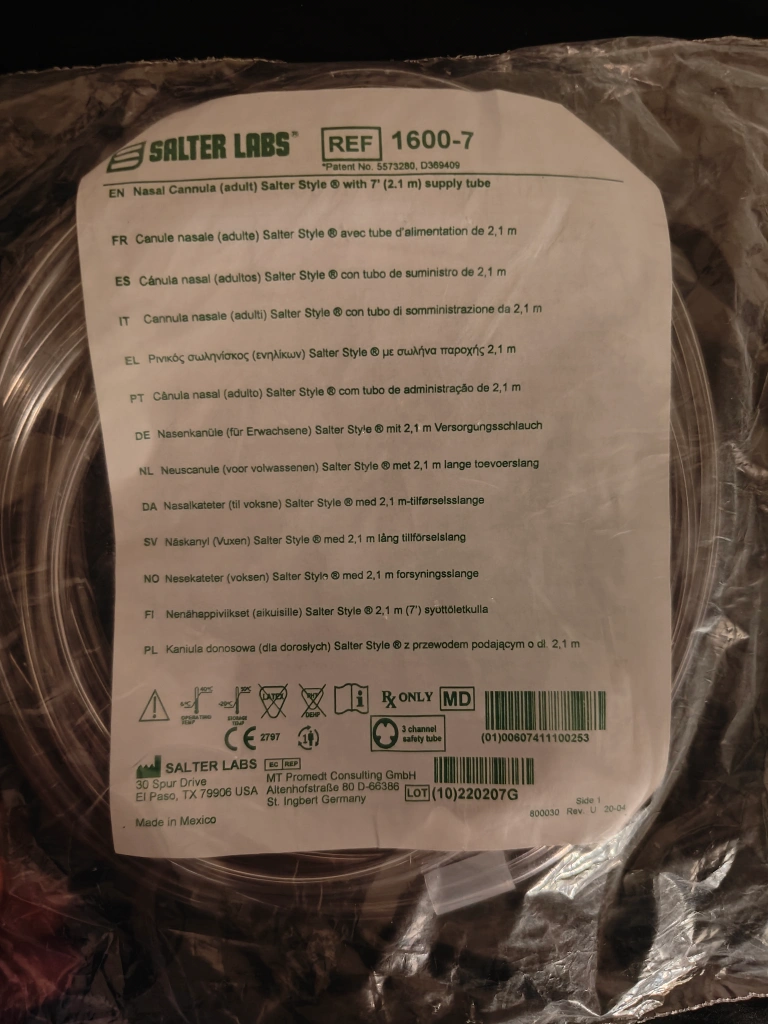 SALTER LABS®
REF 1600-7
*Patent No. 5573280, D369409
EN Nasal Cannula (adult) Salter Style ® with 7' (2.1 m) supply tube
FR Canule nasale (adulte) Salter Style ® avec tube d'alimentation de 2,1 m
ES Cánula nasal (adultos) Salter Style ® con tubo de suministro de 2,1 m
IT Cannula nasale (adulti) Salter Style ® con tubo di somministrazione da 2,1 m
EL Ρινικός σωληνίσκος (ενηλίκων) Salter Style ® με σωλήνα παροχής 2,1 m
PT Cânula nasal (adulto) Salter Style ® com tubo de administração de 2,1 m
DE Nasenkanüle (für Erwachsene) Salter Style ® mit 2,1 m Versorgungsschlauch
NL Neuscanule (voor volwassenen) Salter Style ® met 2,1 m lange toevoerslang
DA Nasalkateter (til voksne) Salter Style ® med 2,1 m-tilførselsslange
SV Näskanyl (Vuxen) Salter Style ® med 2,1 m lång tillförselslang
NO Nesekateter (voksen) Salter Style ® med 2,1 m forsyningsslange
FI Nenähappiviikset (aikuisille) Salter Style ® 2,1 m (7') syöttöletkulla
PL Kaniula donosowa (dla dorosłych) Salter Style ® z przewodem podającym o dł. 2,1 m
OPERATING TEMP
STORAGE TEMP
LATEX
DEHP
Rx ONLY
MD
(01)00607411100253
CE 2797
1
3 channel
safety tube
SALTER LABS
30 Spur Drive
El Paso, TX 79906 USA
EC REP
MT Promedt Consulting GmbH
Altenhofstraße 80 D-66386
St. Ingbert Germany
LOT (10)220207G
Made in Mexico
Side 1
800030 Rev. U 20-04